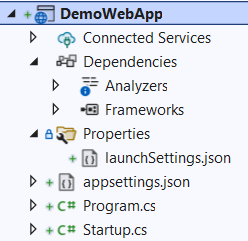 DemoWebApp
Connected Services
Dependencies
Analyzers
Frameworks
Properties
launchSettings.json
appsettings.json
C# Program.cs
C# Startup.cs